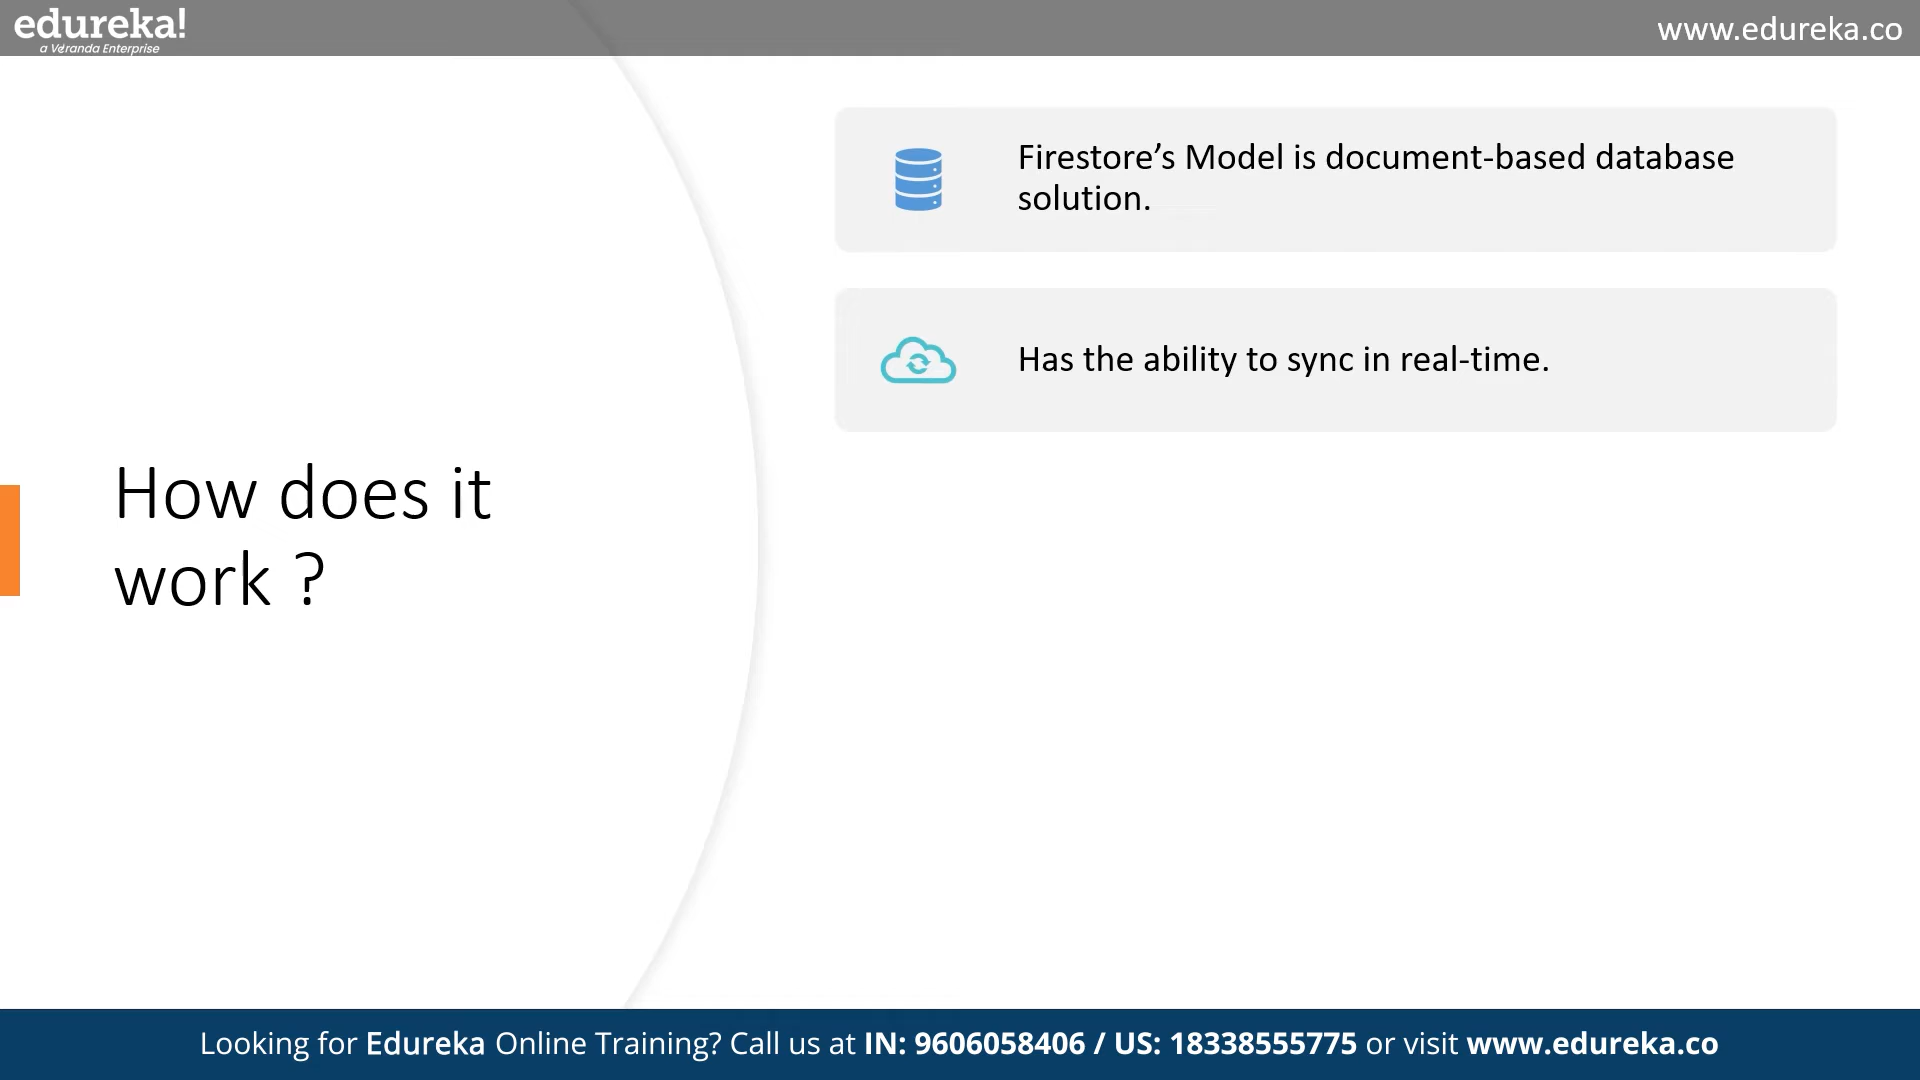 edureka!
a Veranda Enterprise
www.edureka.co
How does it
work ?
Firestore’s Model is document-based database
solution.
Has the ability to sync in real-time.
Looking for Edureka Online Training? Call us at IN: 9606058406 / US: 18338555775 or visit www.edureka.co